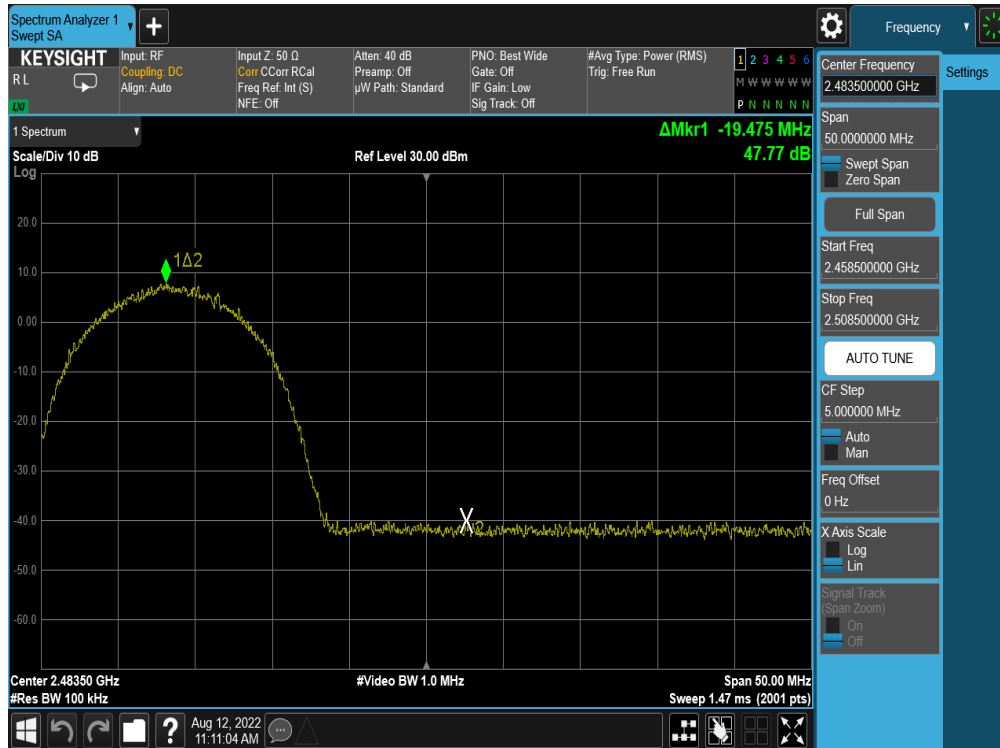 Spectrum Analyzer 1
Swept SA
Frequency
KEYSIGHT
R L
LXI
Input: RF
Coupling: DC
Align: Auto
Input Z: 50 Ω
Corr CCorr RCal
Freq Ref: Int (S)
NFE: Off
Atten: 40 dB
Preamp: Off
µW Path: Standard
PNO: Best Wide
Gate: Off
IF Gain: Low
Sig Track: Off
#Avg Type: Power (RMS)
Trig: Free Run
1 2 3 4 5 6
M W W W W W
P N N N N N
1 Spectrum
ΔMkr1 -19.475 MHz
47.77 dB
Scale/Div 10 dB
Ref Level 30.00 dBm
Log
20.0
1Δ2
10.0
0.00
-10.0
-20.0
-30.0
-40.0
X2
-50.0
-60.0
Center 2.48350 GHz
#Video BW 1.0 MHz
Span 50.00 MHz
#Res BW 100 kHz
Sweep 1.47 ms (2001 pts)
?
Aug 12, 2022
11:11:04 AM
Center Frequency
2.483500000 GHz
Settings
Span
50.0000000 MHz
Swept Span
Zero Span
Full Span
Start Freq
2.458500000 GHz
Stop Freq
2.508500000 GHz
AUTO TUNE
CF Step
5.000000 MHz
Auto
Man
Freq Offset
0 Hz
X Axis Scale
Log
Lin
Signal Track
(Span Zoom)
On
Off